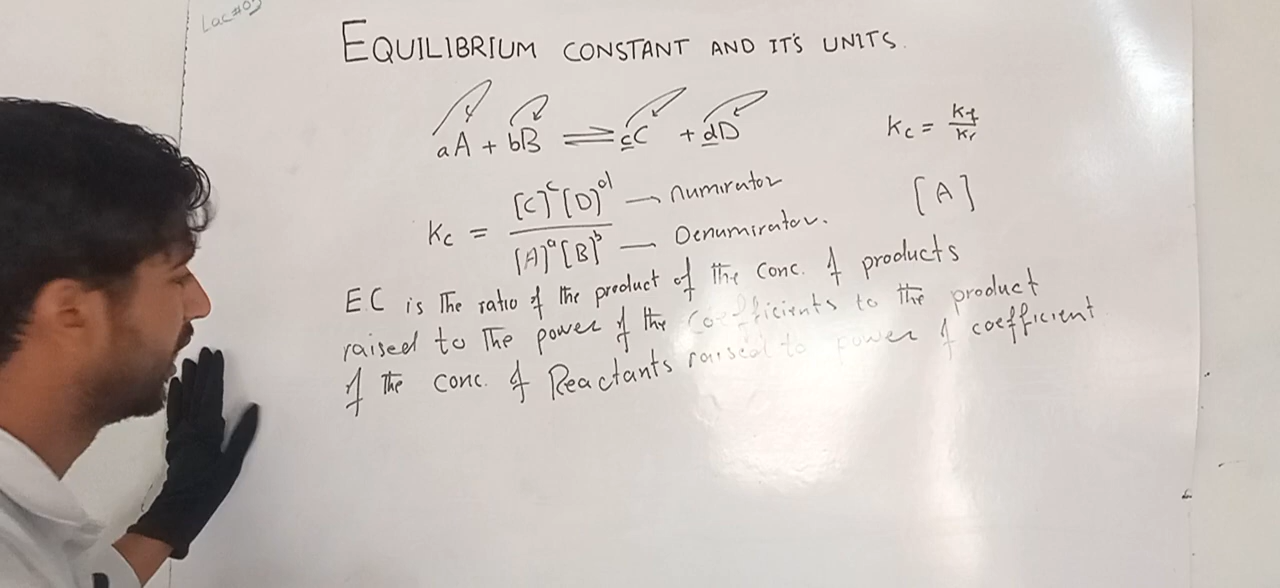 Lac#03
EQUILIBRIUM CONSTANT AND IT'S UNITS.
aA + bB ⇌ cC + dD
Kc = Kf/Kr
Kc = [C]^c [D]^d / [A]^a [B]^b
numirator
Denumirator.
[A]
EC is The ratio of the product of the conc. of products
raised to The power of the Coefficients to the product
of the conc. of Reactants raised to power of coefficient